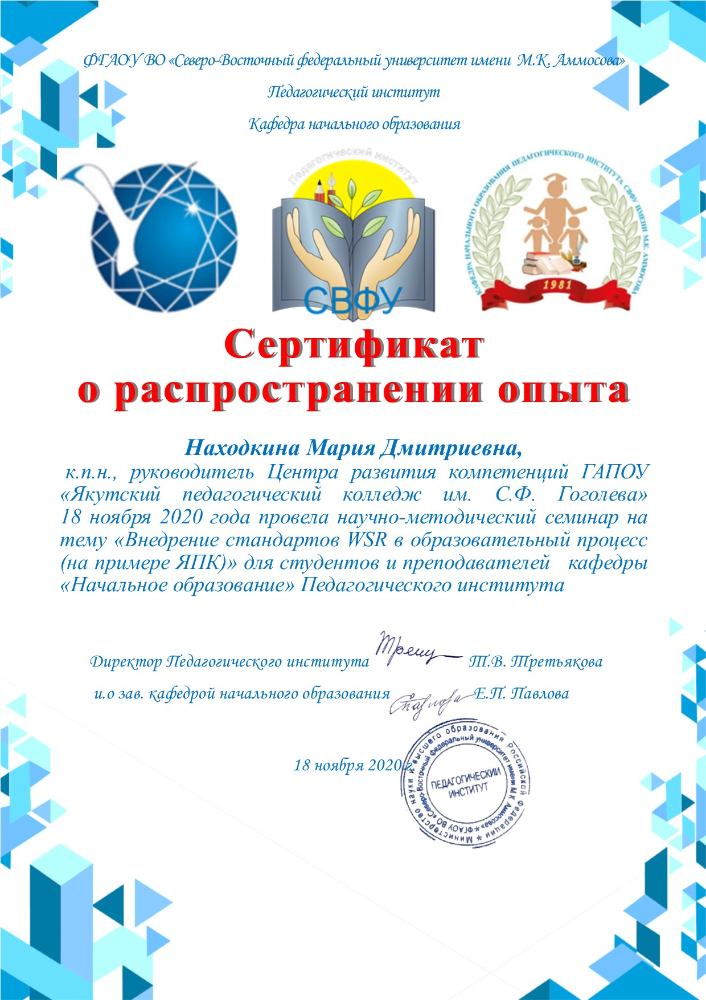 ФГАОУ ВО «Северо-Восточный федеральный университет имени М.К. Аммосова»
Педагогический институт
Кафедра начального образования
Педагогический институт
СВФУ
КАФЕДРА НАЧАЛЬНОГО ОБРАЗОВАНИЯ ПЕДАГОГИЧЕСКОГО ИНСТИТУТА СВФУ ИМЕНИ М.К. АММОСОВА
1981
Сертификат
о распространении опыта
Находкина Мария Дмитриевна,
к.п.н., руководитель Центра развития компетенций ГАПОУ
«Якутский педагогический колледж им. С.Ф. Гоголева»
18 ноября 2020 года провела научно-методический семинар на
тему «Внедрение стандартов WSR в образовательный процесс
(на примере ЯПК)» для студентов и преподавателей кафедры
«Начальное образование» Педагогического института
Директор Педагогического института Т.В. Третьякова
и.о зав. кафедрой начального образования Е.П. Павлова
18 ноября 2020 г.
Министерство науки и высшего образования Российской Федерации *
ФГАОУ ВО «Северо-Восточный федеральный университет имени М К Аммосова» *
ПЕДАГОГИЧЕСКИЙ
ИНСТИТУТ